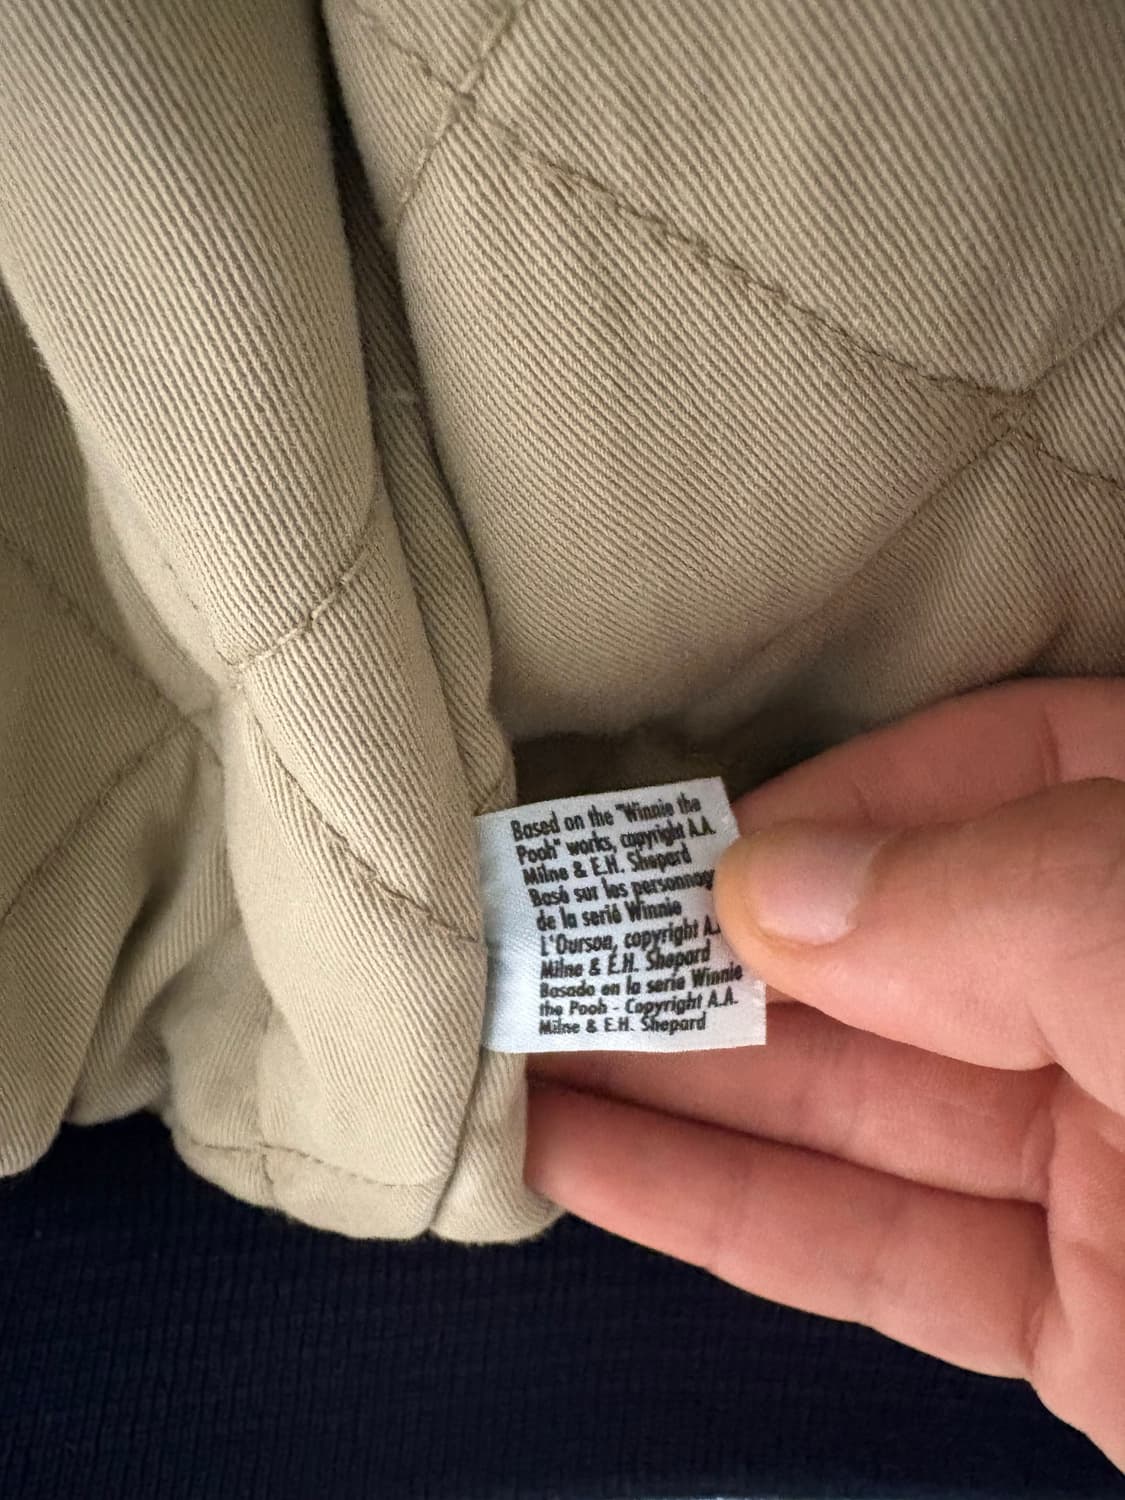 Based on the "Winnie the
Pooh" works, copyright A.A.
Milne & E.H. Shepard
Basé sur les personnag
de la serié Winnie
L'Ourson, copyright A.
Milne & E.H. Shepard
Basado en la serie Winnie
the Pooh - Copyright A.A.
Milne & E.H. Shepard